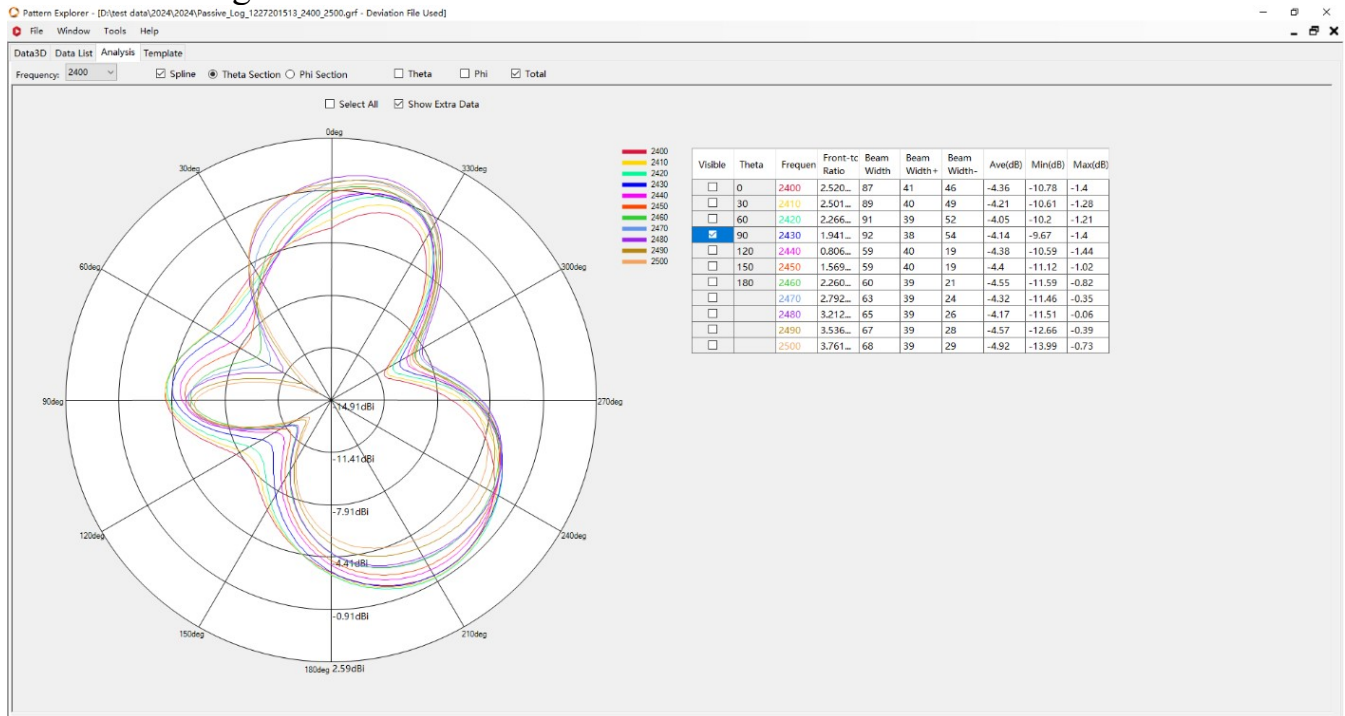 Pattern Explorer - [D:\test data\2024\2024\Passive_Log_1227201513_2400_2500.grf - Deviation File Used]
File Window Tools Help
Data3D Data List Analysis Template
Frequency: 2400 Spline Theta Section Phi Section Theta Phi Total
Select All Show Extra Data
0deg
30deg
330deg
60deg
300deg
90deg
270deg
120deg
240deg
150deg
210deg
180deg
-14.91dBi
-11.41dBi
-7.91dBi
-4.41dBi
-0.91dBi
2.59dBi
2400
2410
2420
2430
2440
2450
2460
2470
2480
2490
2500
Visible Theta Frequen Front-tc Ratio Beam Width Beam Width+ Beam Width- Ave(dB) Min(dB) Max(dB)
0 2400 2.520... 87 41 46 -4.36 -10.78 -1.4
30 2410 2.501... 89 40 49 -4.21 -10.61 -1.28
60 2420 2.266... 91 39 52 -4.05 -10.2 -1.21
90 2430 1.941... 92 38 54 -4.14 -9.67 -1.4
120 2440 0.806... 59 40 19 -4.38 -10.59 -1.44
150 2450 1.569... 59 40 19 -4.4 -11.12 -1.02
180 2460 2.260... 60 39 21 -4.55 -11.59 -0.82
2470 2.792... 63 39 24 -4.32 -11.46 -0.35
2480 3.212... 65 39 26 -4.17 -11.51 -0.06
2490 3.536... 67 39 28 -4.57 -12.66 -0.39
2500 3.761... 68 39 29 -4.92 -13.99 -0.73